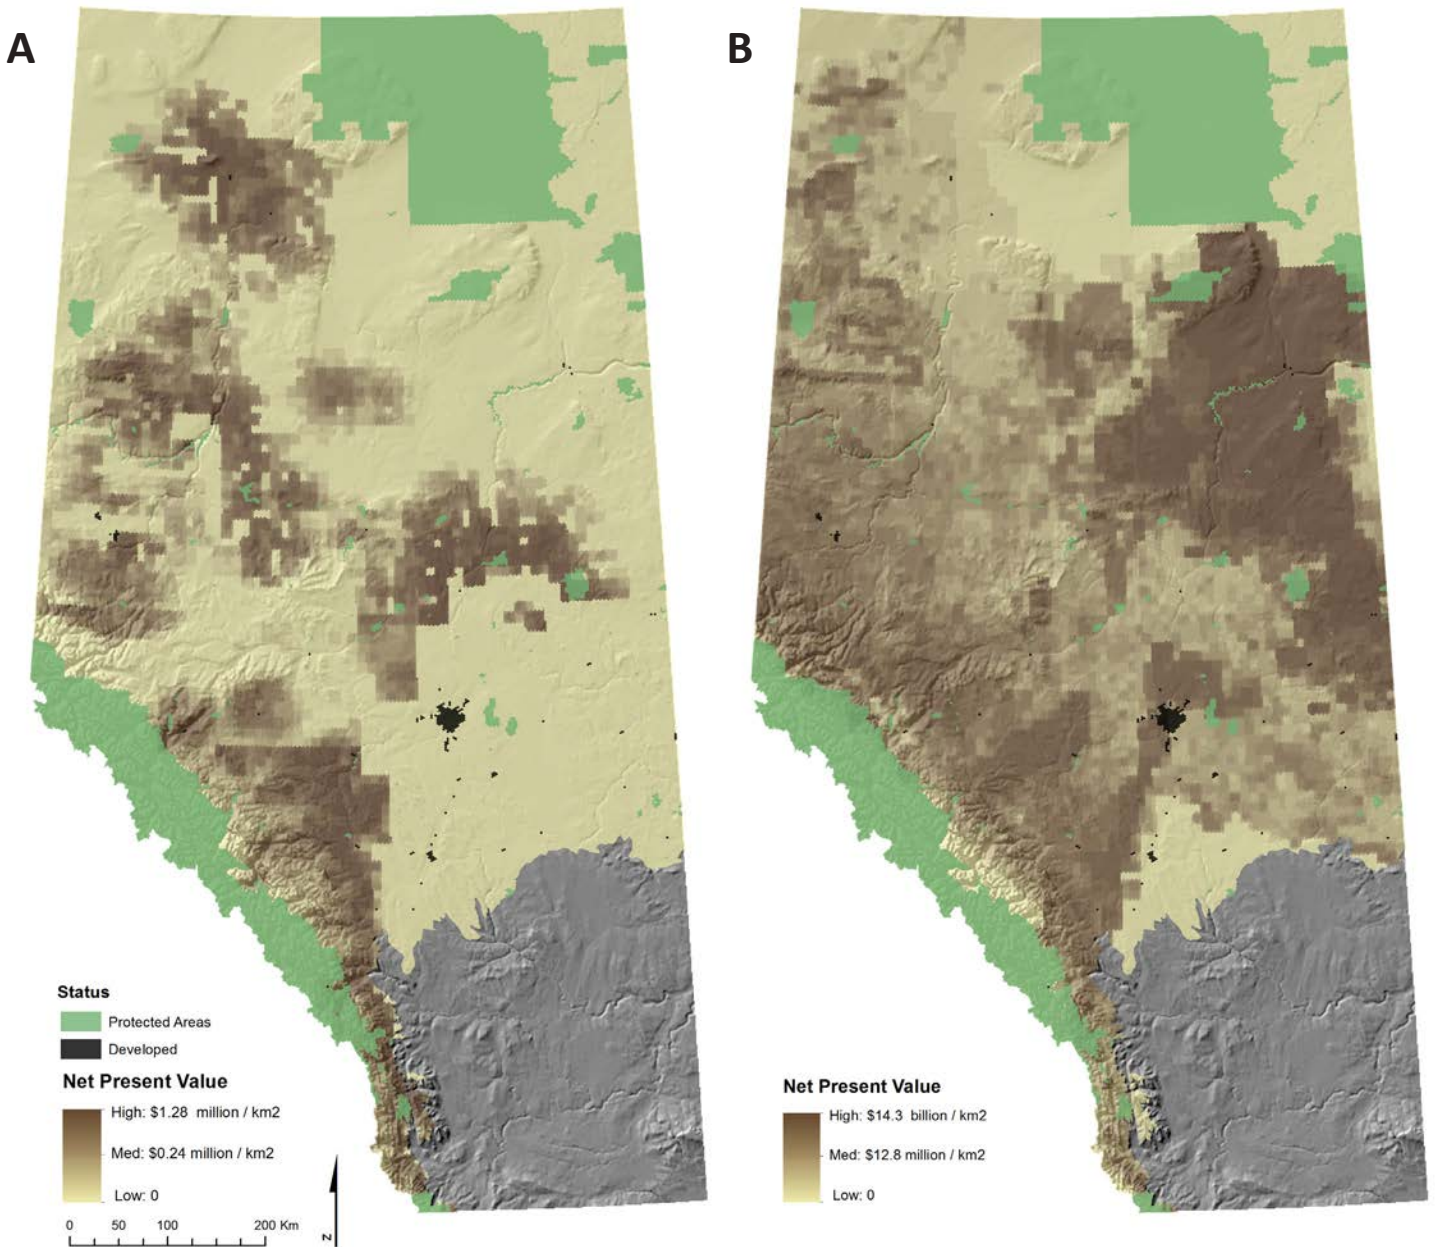 A
B
Status
Protected Areas
Developed
Net Present Value
High: $1.28 million / km2
Med: $0.24 million / km2
Low: 0
0 50 100 200 Km
N
Net Present Value
High: $14.3 billion / km2
Med: $12.8 million / km2
Low: 0